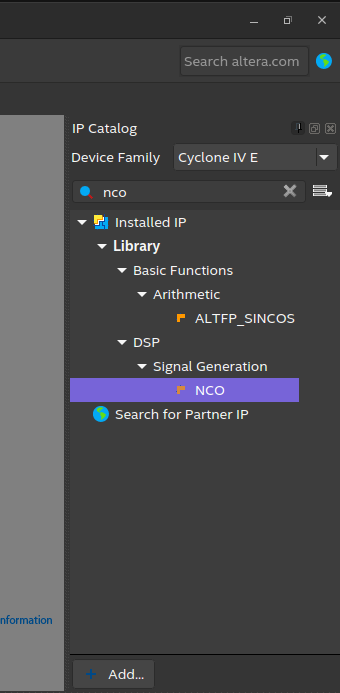 Search altera.com
IP Catalog
Device Family
Cyclone IV E
nco
Installed IP
Library
Basic Functions
Arithmetic
ALTFP_SINCOS
DSP
Signal Generation
NCO
Search for Partner IP
nformation
Add...